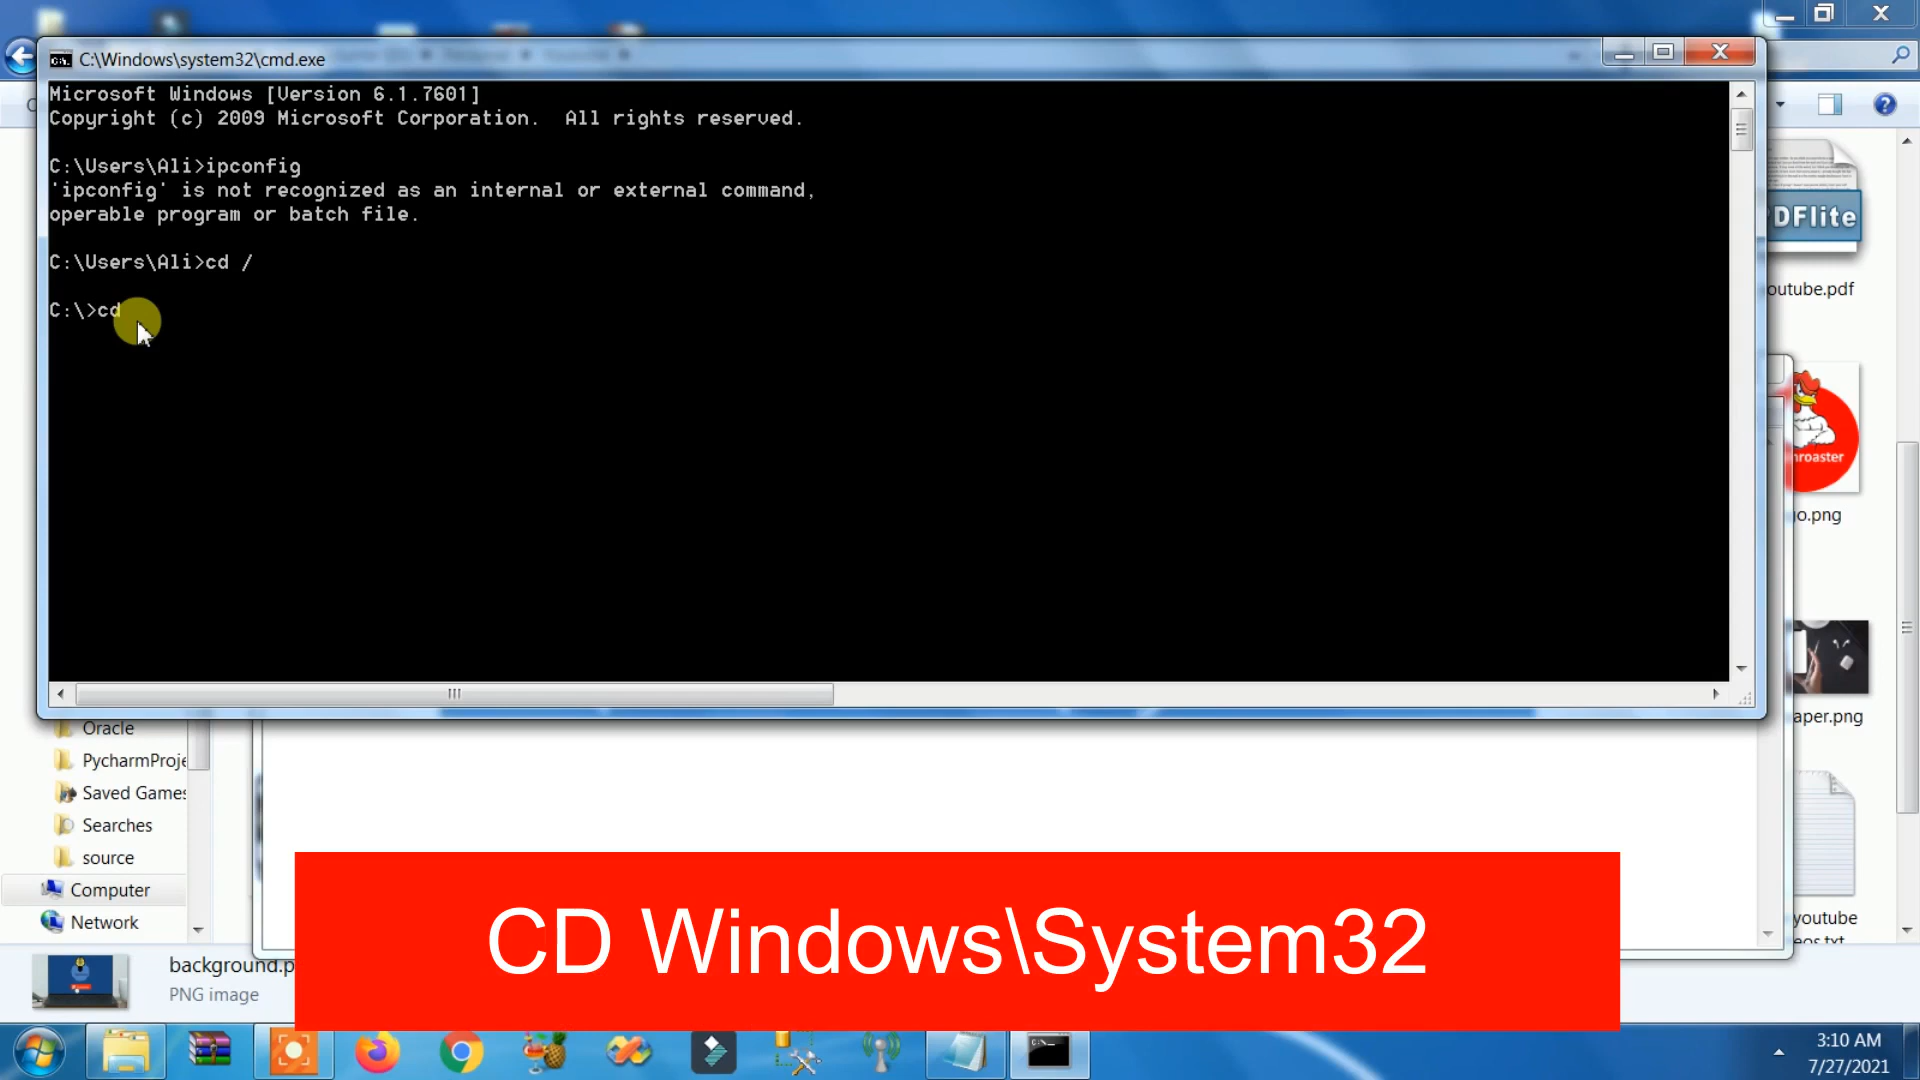 C:\Windows\system32\cmd.exe
Microsoft Windows [Version 6.1.7601]
Copyright (c) 2009 Microsoft Corporation.  All rights reserved.
C:\Users\Ali>ipconfig
'ipconfig' is not recognized as an internal or external command,
operable program or batch file.
C:\Users\Ali>cd /
C:\>cd
DFlite
outube.pdf
roaster
go.png
aper.png
Oracle
PycharmProje
Saved Games
Searches
source
Computer
Network
youtube
eos.txt
background.p
PNG image
CD Windows\System32
3:10 AM
7/27/2021